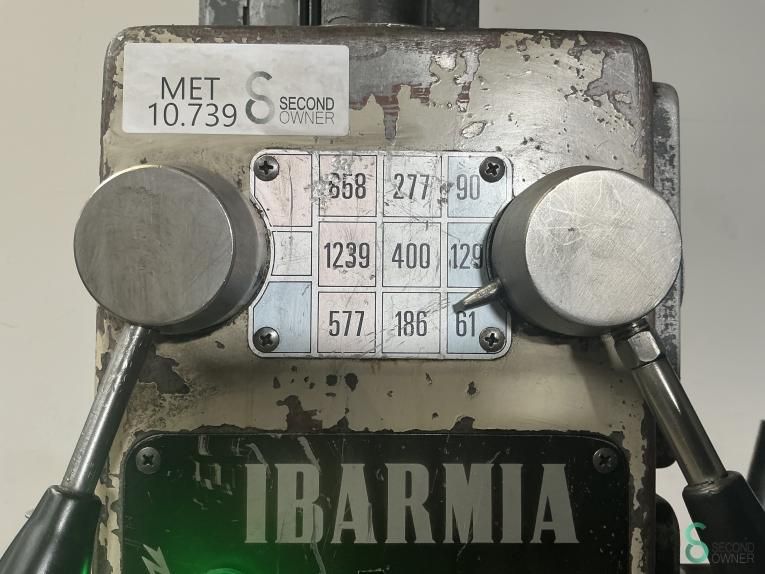 MET
10.739
SECOND
OWNER
858 277 90
1239 400 129
577 186 61
IBARMIA
SECOND
OWNER